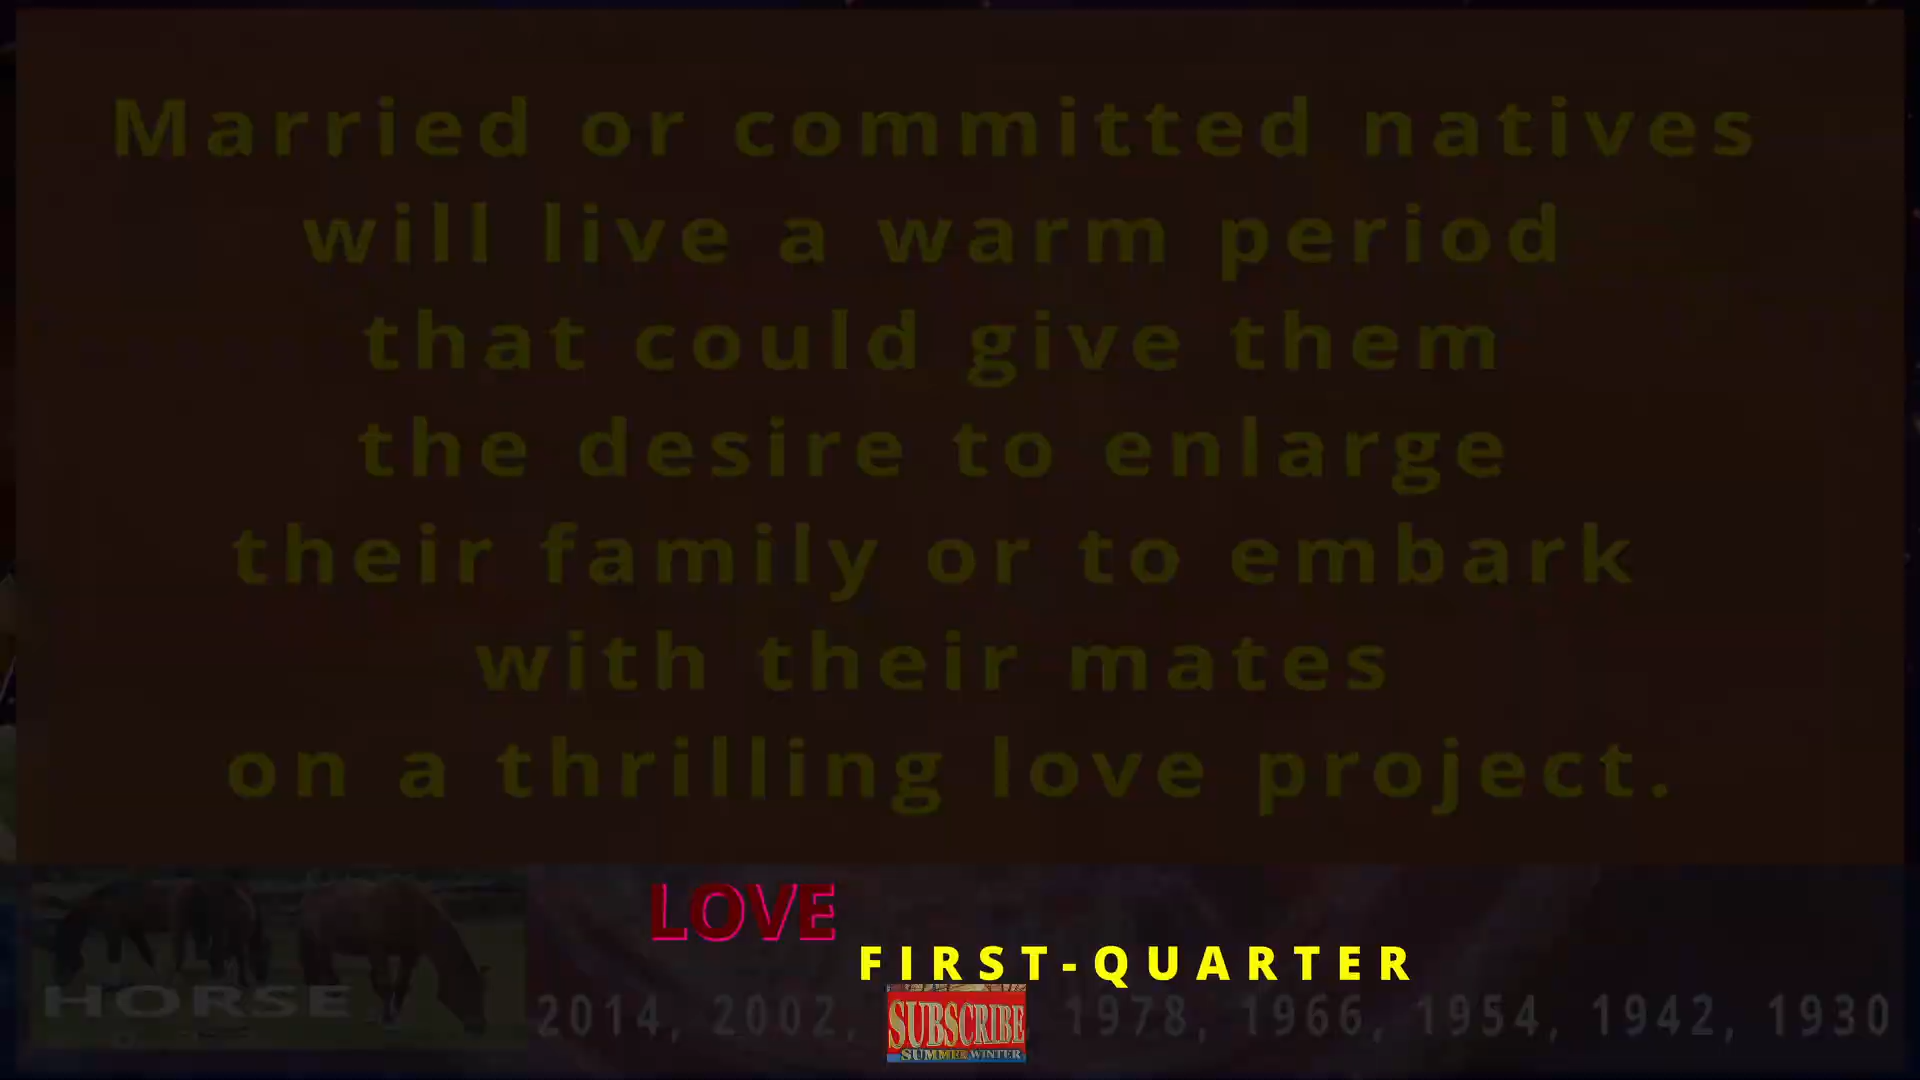 Married or committed natives
will live a warm period
that could give them
the desire to enlarge
their family or to embark
with their mates
on a thrilling love project.
LOVE
FIRST-QUARTER
HORSE
2014, 2002, 1978, 1966, 1954, 1942, 1930
SUBSCRIBE
SUMMER WINTER